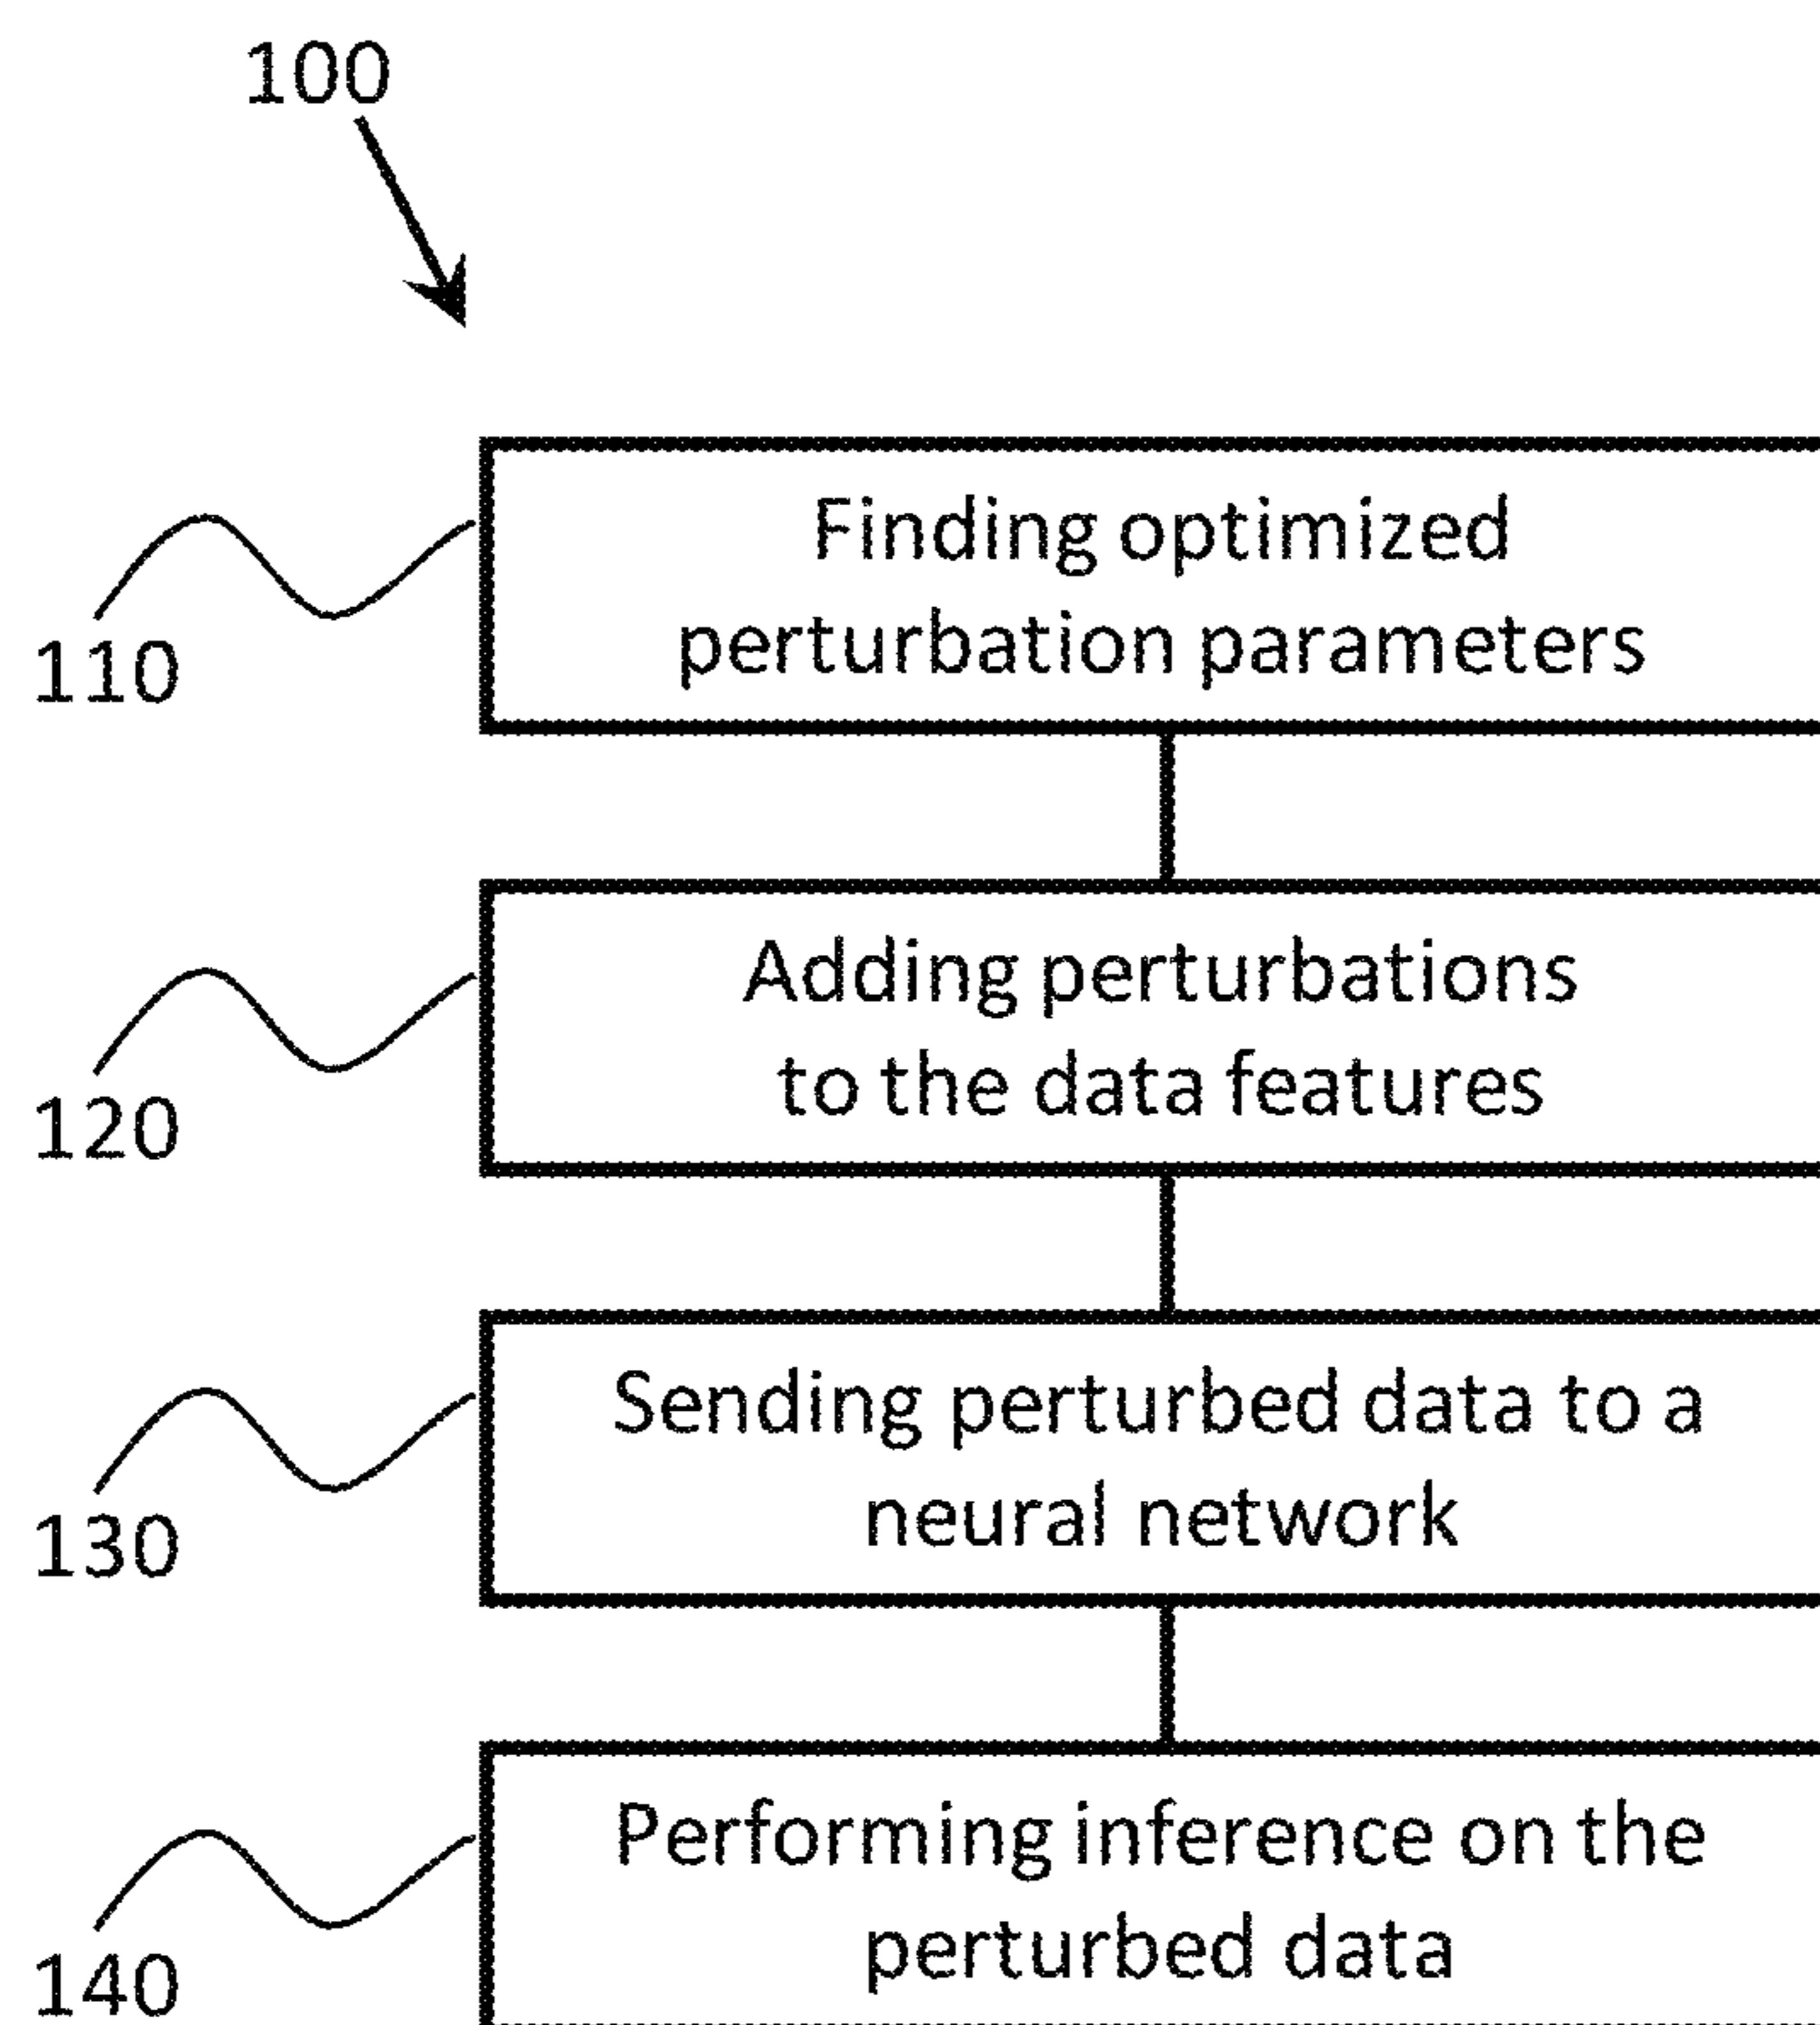 100
Finding optimized
perturbation parameters
110
Adding perturbations
to the data features
120
Sending perturbed data to a
neural network
130
Performing inference on the
perturbed data
140